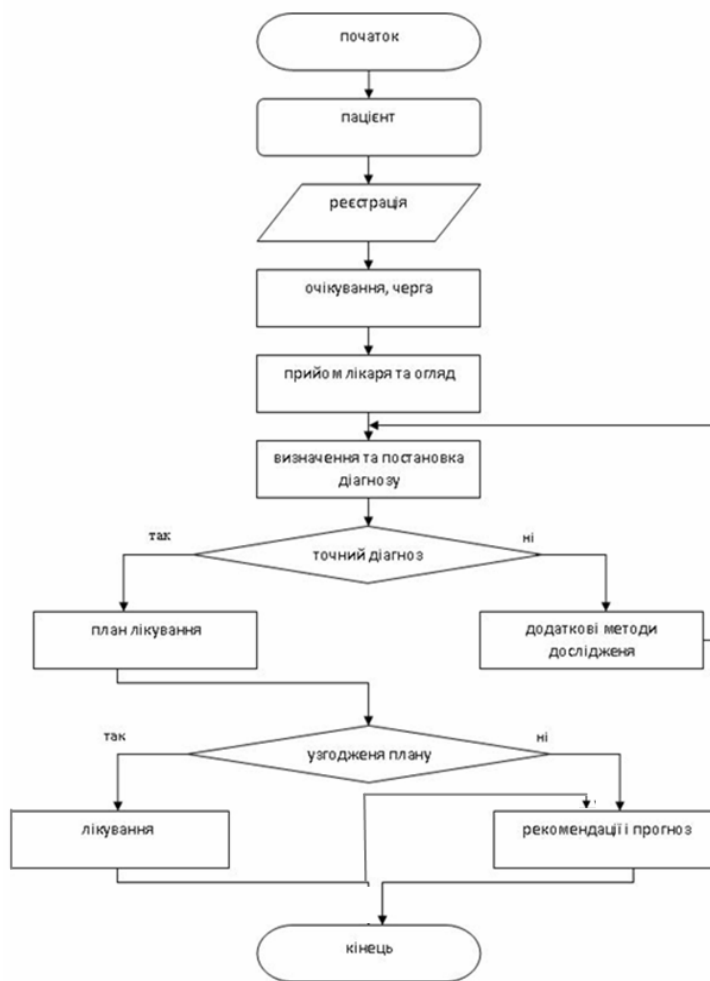 початок
пацієнт
реєстрація
очікування, черга
прийом лікаря та огляд
визначення та постановка
діагнозу
так
точний діагноз
ні
план лікування
додаткові методи
дослідженя
так
узгодженя плану
ні
лікування
рекомендації і прогноз
кінець